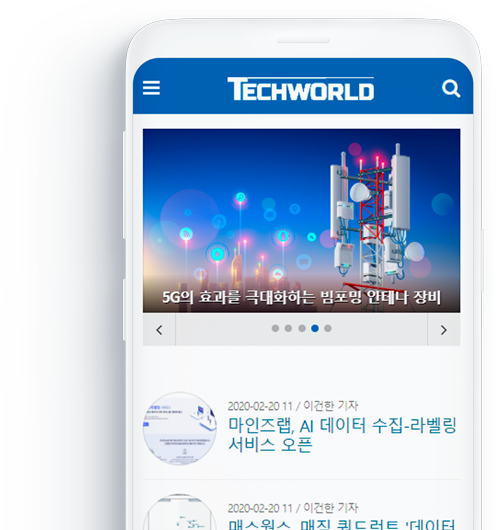 TECHWORLD
5G의 효과를 극대화하는 빔포밍 안테나 장비
2020-02-20 11 / 이건한 기자
마인즈랩, AI 데이터 수집-라벨링
서비스 오픈
2020-02-20 11 / 이건한 기자
매스웍스, 매직 쿼드런트 '데이터